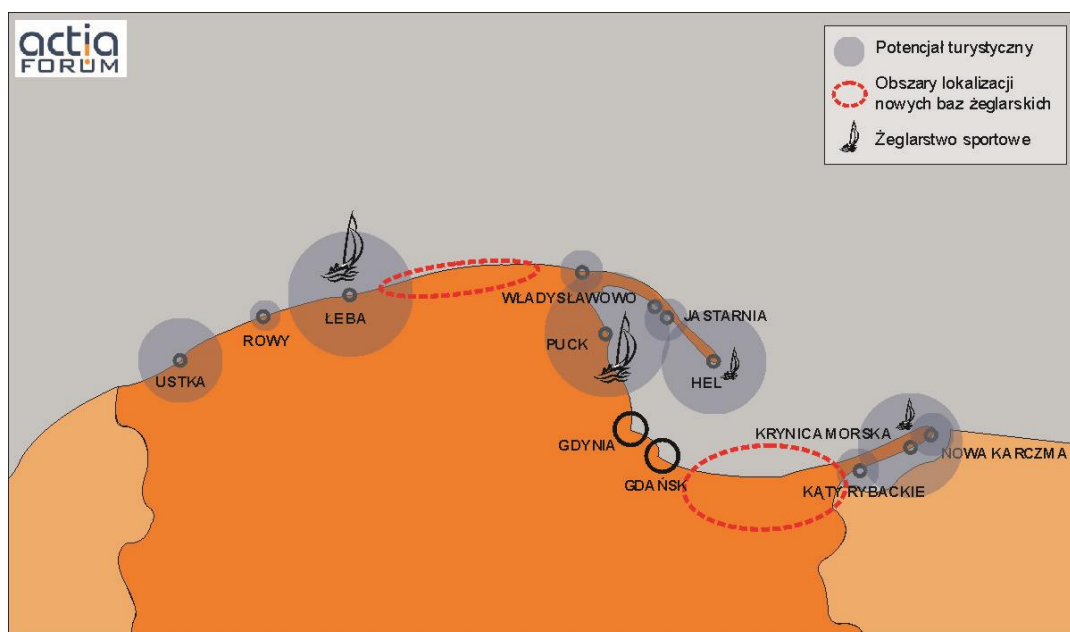 actia
FORUM
Potencjał turystyczny
Obszary lokalizacji
nowych baz żeglarskich
Żeglarstwo sportowe
WŁADYSŁAWOWO
ŁEBA
JASTARNIA
ROWY
PUCK
USTKA
HEL
KRYNICA MORSKA
GDYNIA
NOWA KARCZMA
GDAŃSK
KĄTY RYBACKIE